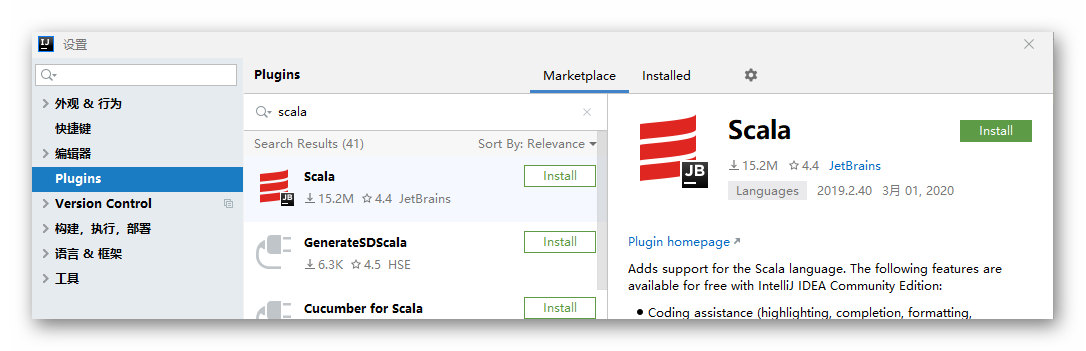 IJ 设置
外观 & 行为
快捷键
编辑器
Plugins
Version Control
构建，执行，部署
语言 & 框架
工具
Plugins
Marketplace
Installed
scala
Search Results (41)
Sort By: Relevance
Scala
Install
15.2M 4.4 JetBrains
JB
GenerateSDScala
Install
6.3K 4.5 HSE
Cucumber for Scala
Install
Scala
Install
15.2M 4.4 JetBrains
JB
Languages 2019.2.40 3月 01, 2020
Plugin homepage
Adds support for the Scala language. The following features are
available for free with IntelliJ IDEA Community Edition:
• Coding assistance (highlighting, completion, formatting,